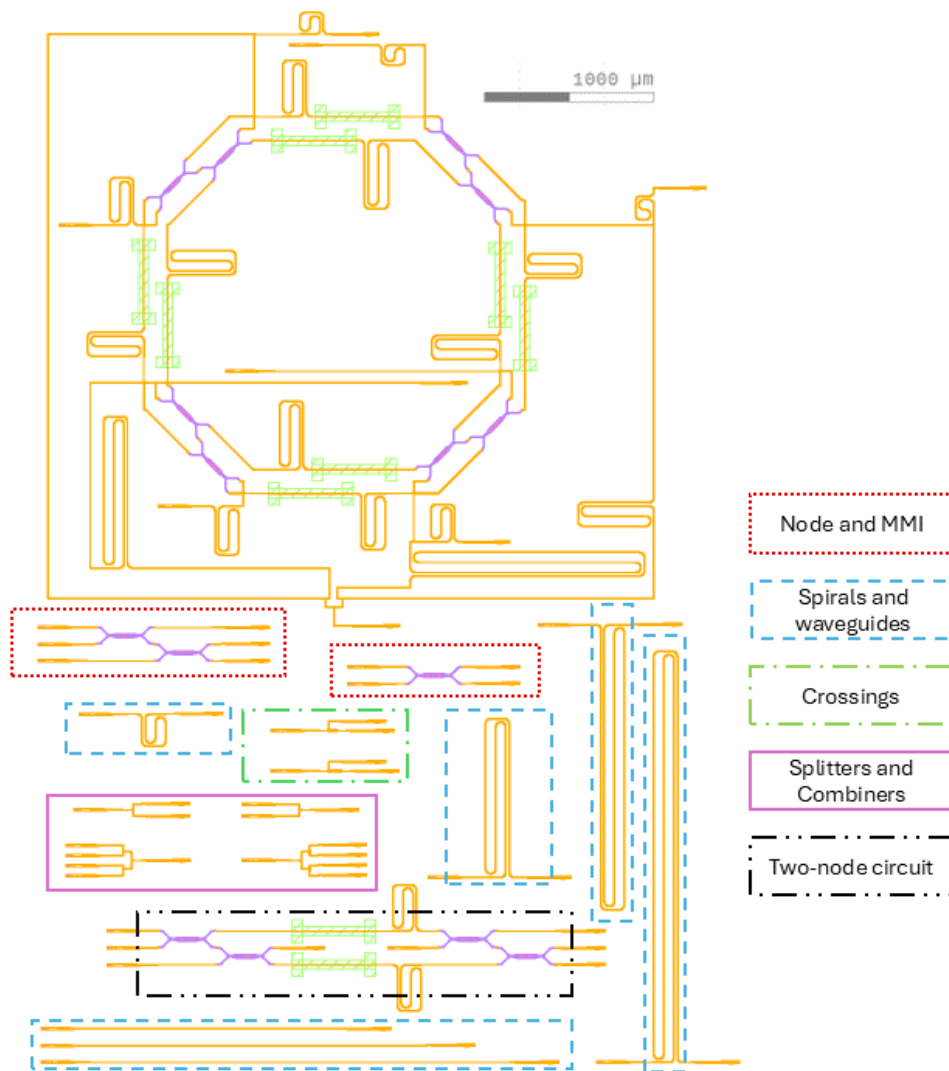 1000 μm
Node and MMI
Spirals and
waveguides
Crossings
Splitters and
Combiners
Two-node circuit